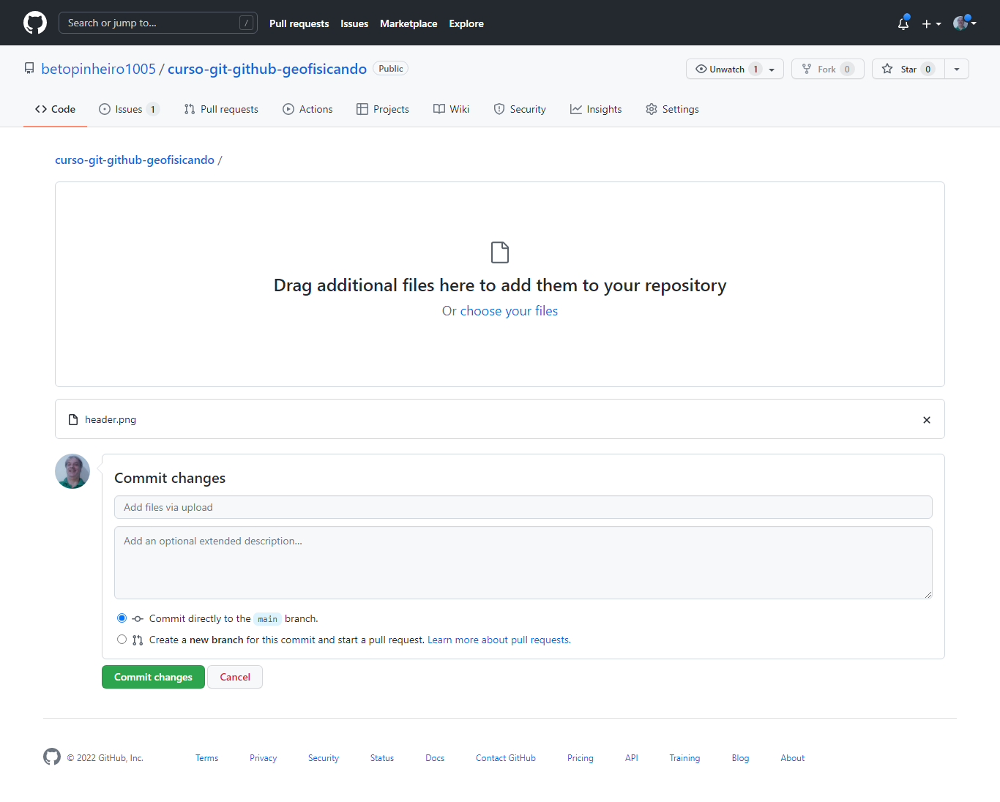 Search or jump to... /
Pull requests Issues Marketplace Explore
betopinheiro1005 / curso-git-github-geofisicando Public
Unwatch 1 Fork 0 Star 0
Code Issues 1 Pull requests Actions Projects Wiki Security Insights Settings
curso-git-github-geofisicando /
Drag additional files here to add them to your repository
Or choose your files
header.png
Commit changes
Add files via upload
Add an optional extended description...
Commit directly to the main branch.
Create a new branch for this commit and start a pull request. Learn more about pull requests.
Commit changes Cancel
© 2022 GitHub, Inc. Terms Privacy Security Status Docs Contact GitHub Pricing API Training Blog About